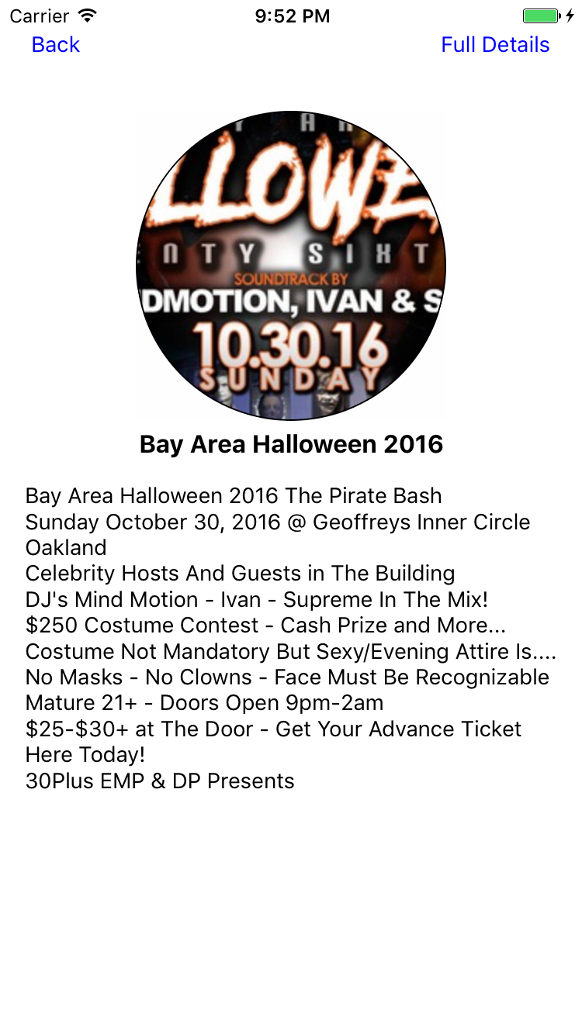 Carrier 9:52 PM
Back Full Details
LLOWE
NTY SIXT
SOUNDTRACK BY
DMOTION, IVAN & S
10.30.16
SUNDAY
Bay Area Halloween 2016
Bay Area Halloween 2016 The Pirate Bash
Sunday October 30, 2016 @ Geoffreys Inner Circle
Oakland
Celebrity Hosts And Guests in The Building
DJ's Mind Motion - Ivan - Supreme In The Mix!
$250 Costume Contest - Cash Prize and More...
Costume Not Mandatory But Sexy/Evening Attire Is....
No Masks - No Clowns - Face Must Be Recognizable
Mature 21+ - Doors Open 9pm-2am
$25-$30+ at The Door - Get Your Advance Ticket
Here Today!
30Plus EMP & DP Presents